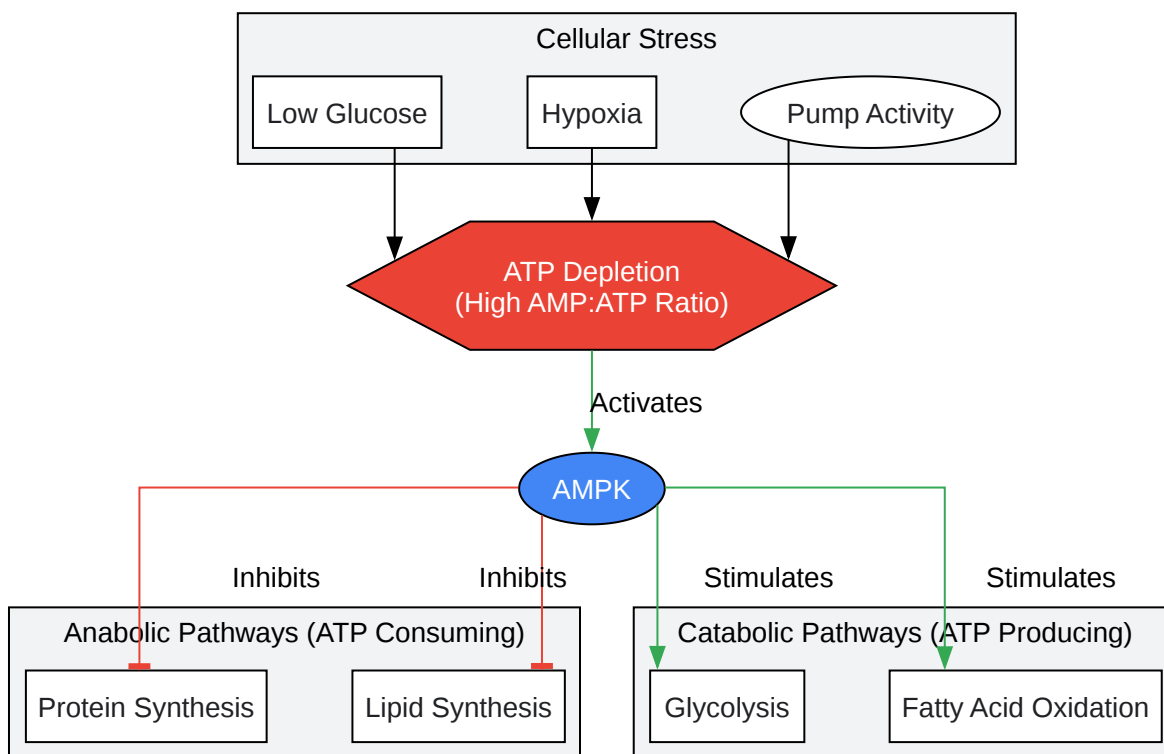 Cellular Stress
Low Glucose
Hypoxia
Pump Activity
ATP Depletion
(High AMP:ATP Ratio)
Activates
AMPK
Inhibits
Inhibits
Stimulates
Stimulates
Anabolic Pathways (ATP Consuming)
Catabolic Pathways (ATP Producing)
Protein Synthesis
Lipid Synthesis
Glycolysis
Fatty Acid Oxidation